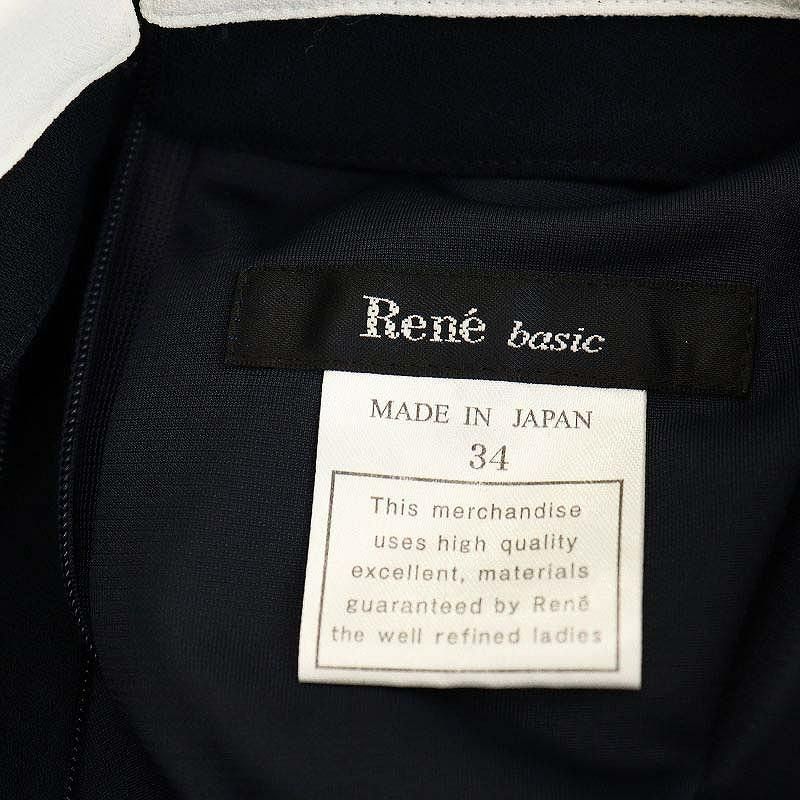 René basic
MADE IN JAPAN
34
This merchandise
uses high quality
excellent, materials
guaranteed by René
the well refined ladies